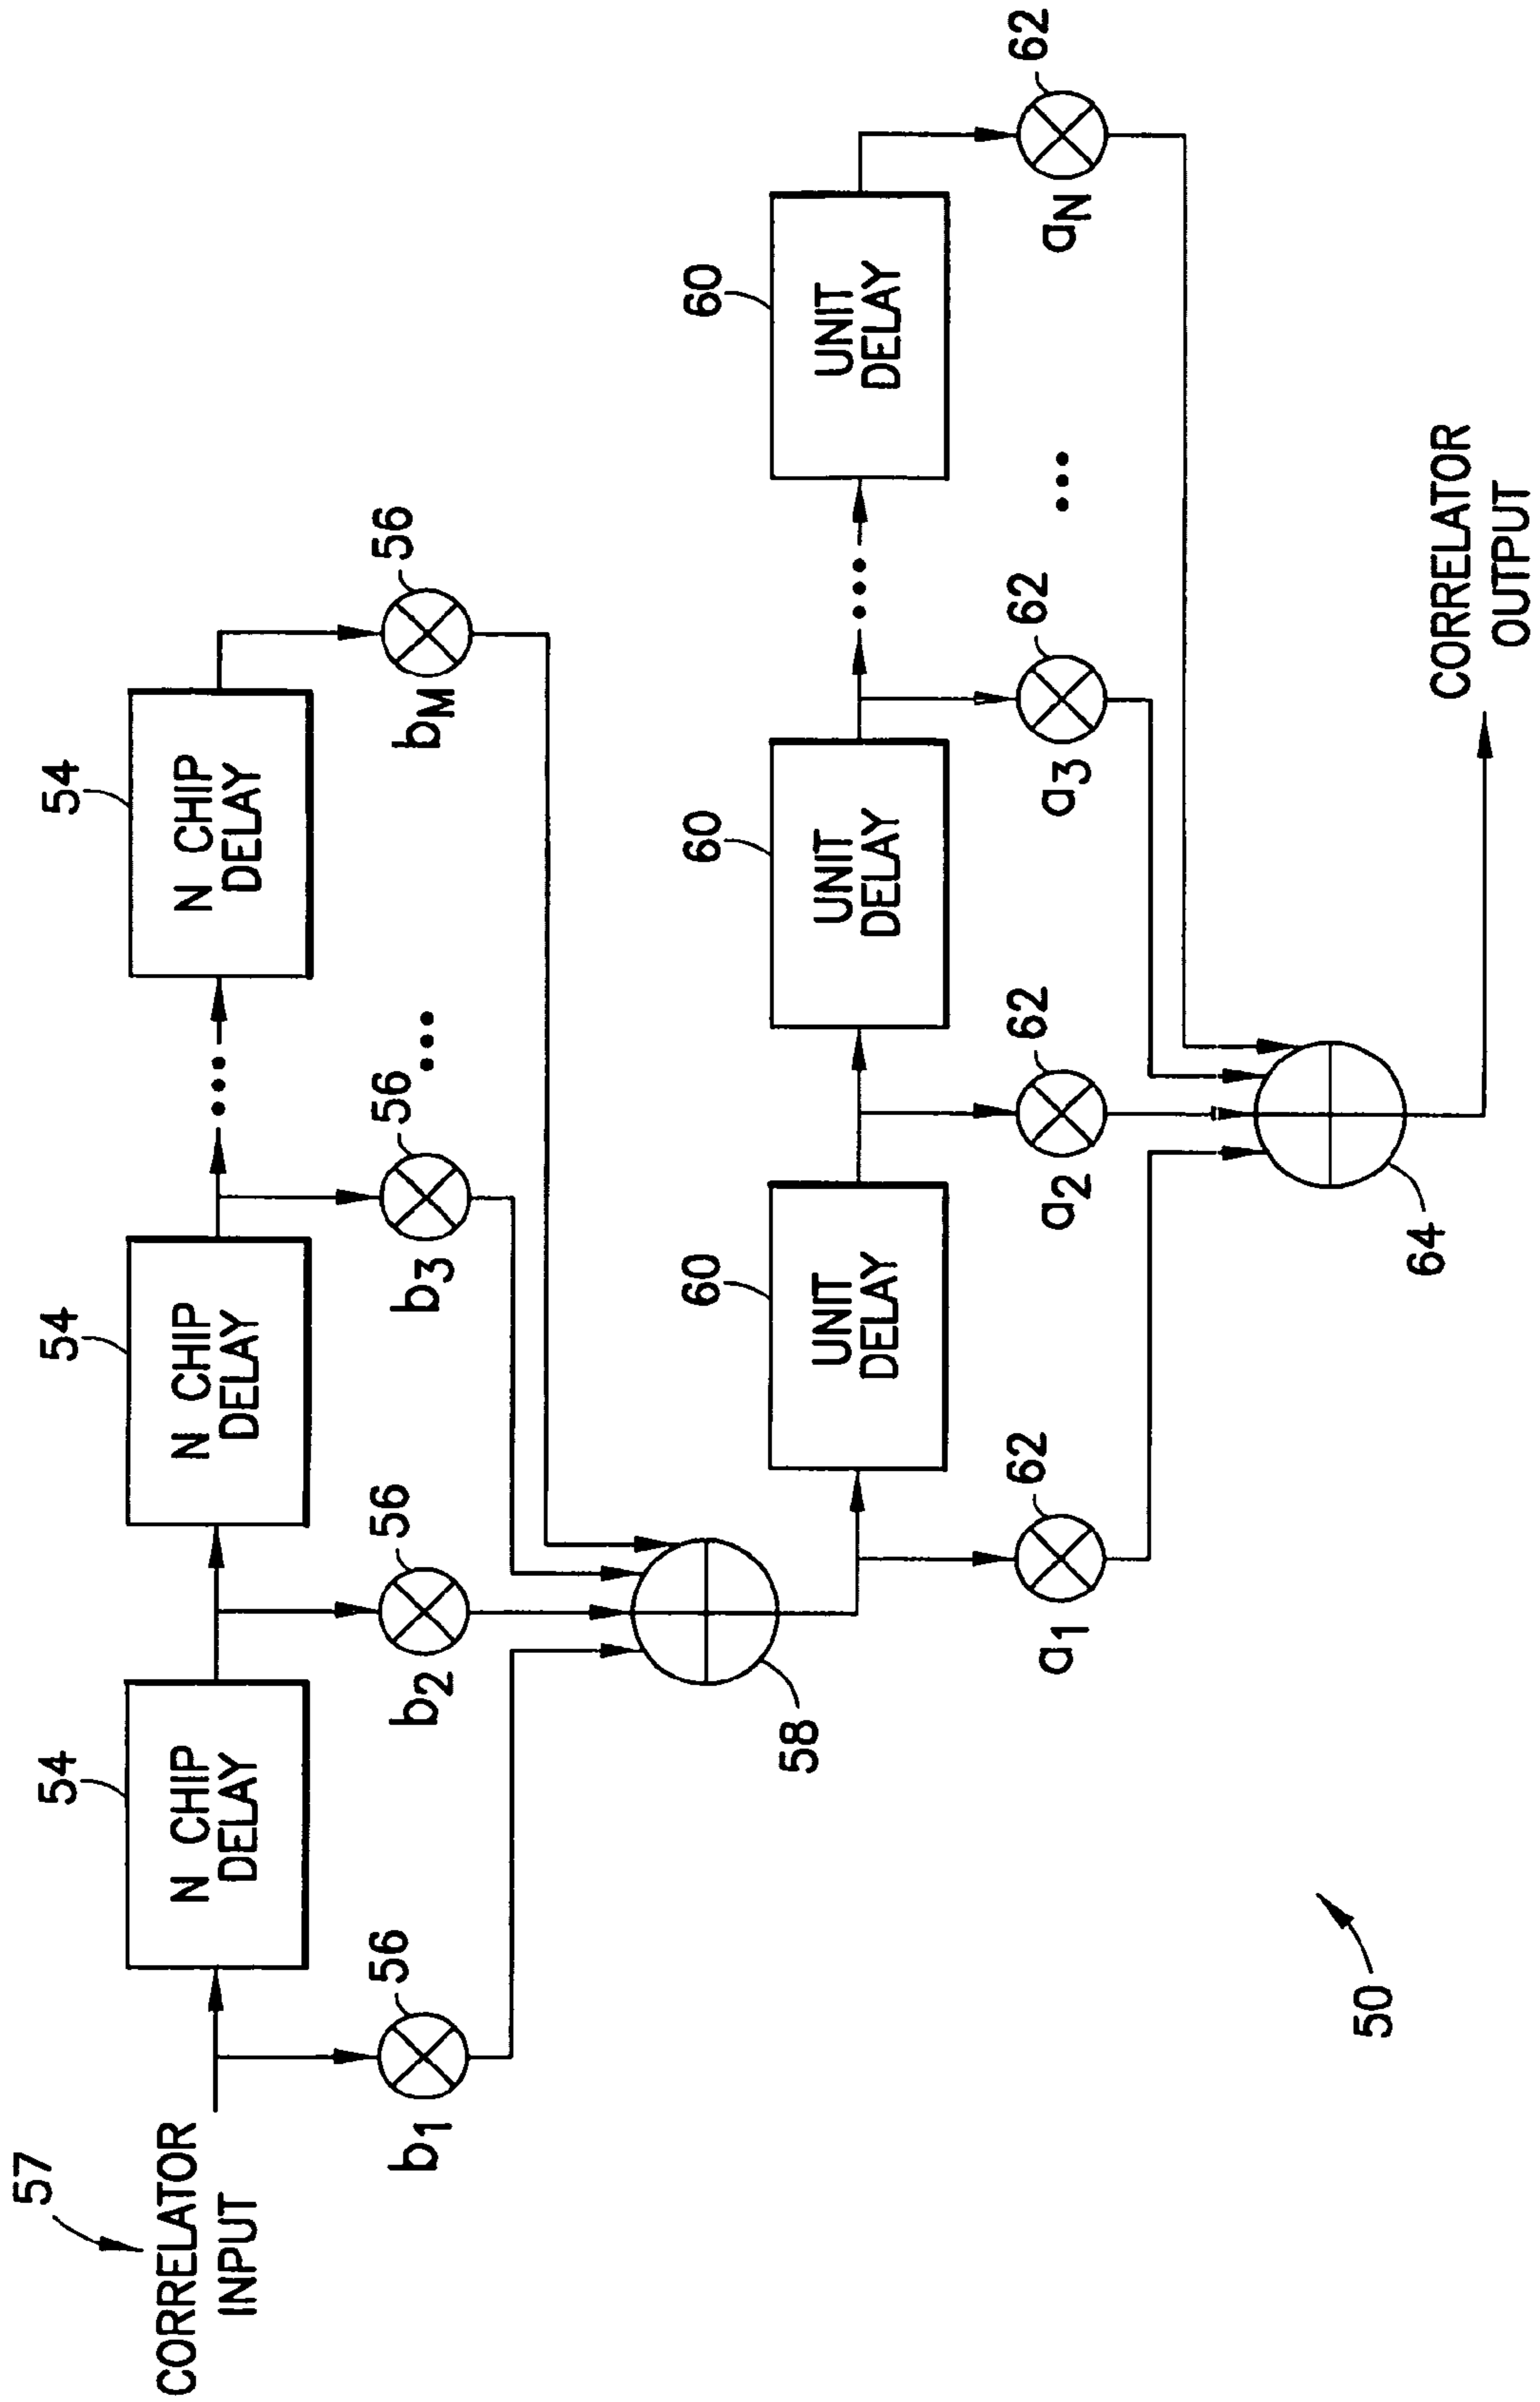 57
CORRELATOR
INPUT
54
N CHIP
DELAY
54
N CHIP
DELAY
...
54
N CHIP
DELAY
b1
56
b2
56
b3
56
...
bM
56
58
60
UNIT
DELAY
60
UNIT
DELAY
...
60
UNIT
DELAY
a1
62
a2
62
a3
62
...
aN
62
64
50
CORRELATOR
OUTPUT